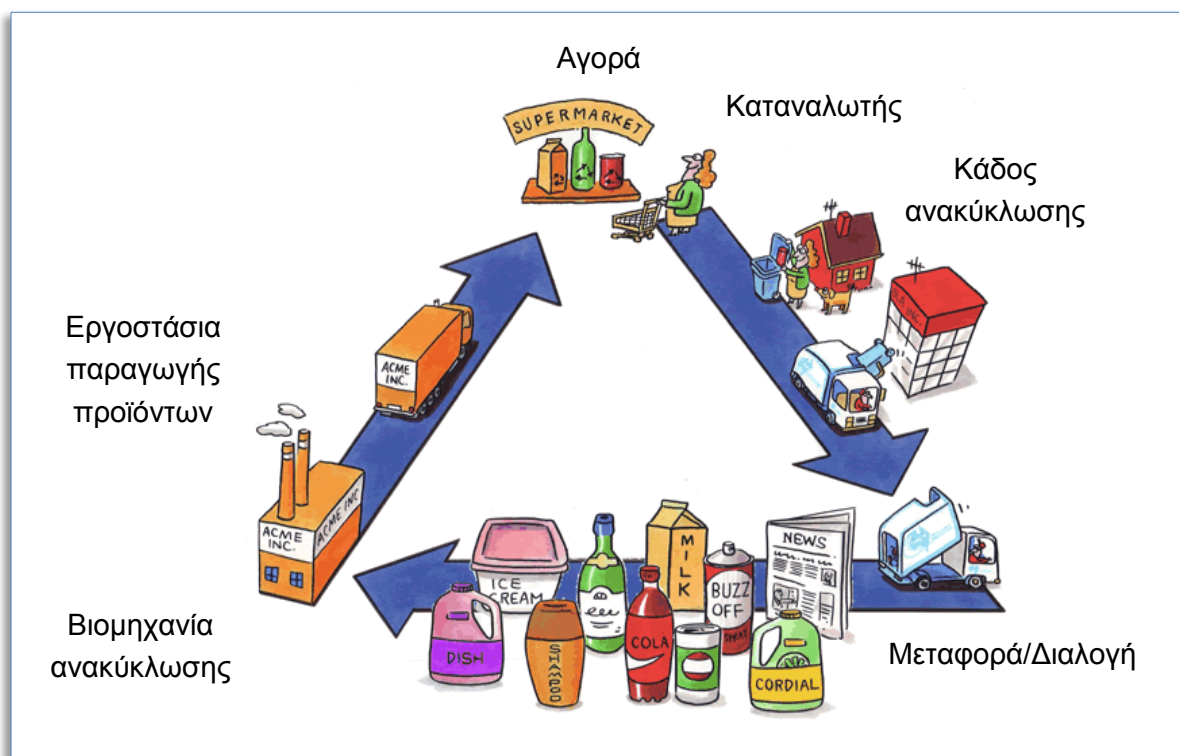 Αγορά
SUPERMARKET
Καταναλωτής
Κάδος
ανακύκλωσης
Εργοστάσια
παραγωγής
προϊόντων
ACME
INC.
ACME
INC.
ACME INC
ICE
CREAM
MILK
BUZZ
OFF
NEWS
DISH
SHAMPOO
COLA
CORDIAL
Βιομηχανία
ανακύκλωσης
Μεταφορά/Διαλογή